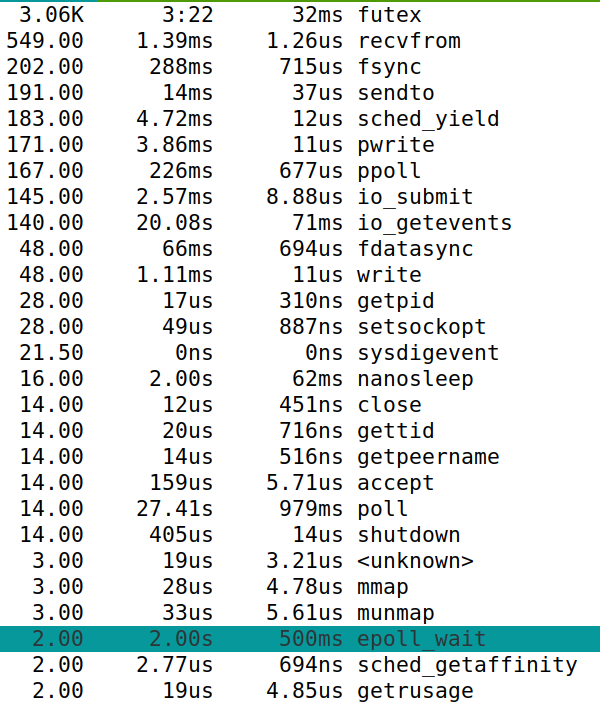 3.06K 3:22 32ms futex
549.00 1.39ms 1.26us recvfrom
202.00 288ms 715us fsync
191.00 14ms 37us sendto
183.00 4.72ms 12us sched_yield
171.00 3.86ms 11us pwrite
167.00 226ms 677us ppoll
145.00 2.57ms 8.88us io_submit
140.00 20.08s 71ms io_getevents
48.00 66ms 694us fdatasync
48.00 1.11ms 11us write
28.00 17us 310ns getpid
28.00 49us 887ns setsockopt
21.50 0ns 0ns sysdigevent
16.00 2.00s 62ms nanosleep
14.00 12us 451ns close
14.00 20us 716ns gettid
14.00 14us 516ns getpeername
14.00 159us 5.71us accept
14.00 27.41s 979ms poll
14.00 405us 14us shutdown
3.00 19us 3.21us <unknown>
3.00 28us 4.78us mmap
3.00 33us 5.61us munmap
2.00 2.00s 500ms epoll_wait
2.00 2.77us 694ns sched_getaffinity
2.00 19us 4.85us getrusage